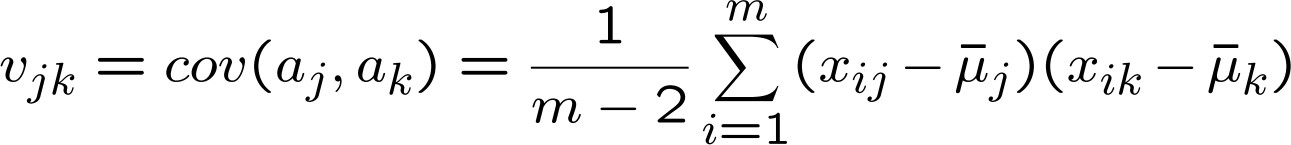 v_{jk} = cov(a_j, a_k) = \frac{1}{m-2} \sum_{i=1}^{m} (x_{ij} - \bar{\mu}_j)(x_{ik} - \bar{\mu}_k)